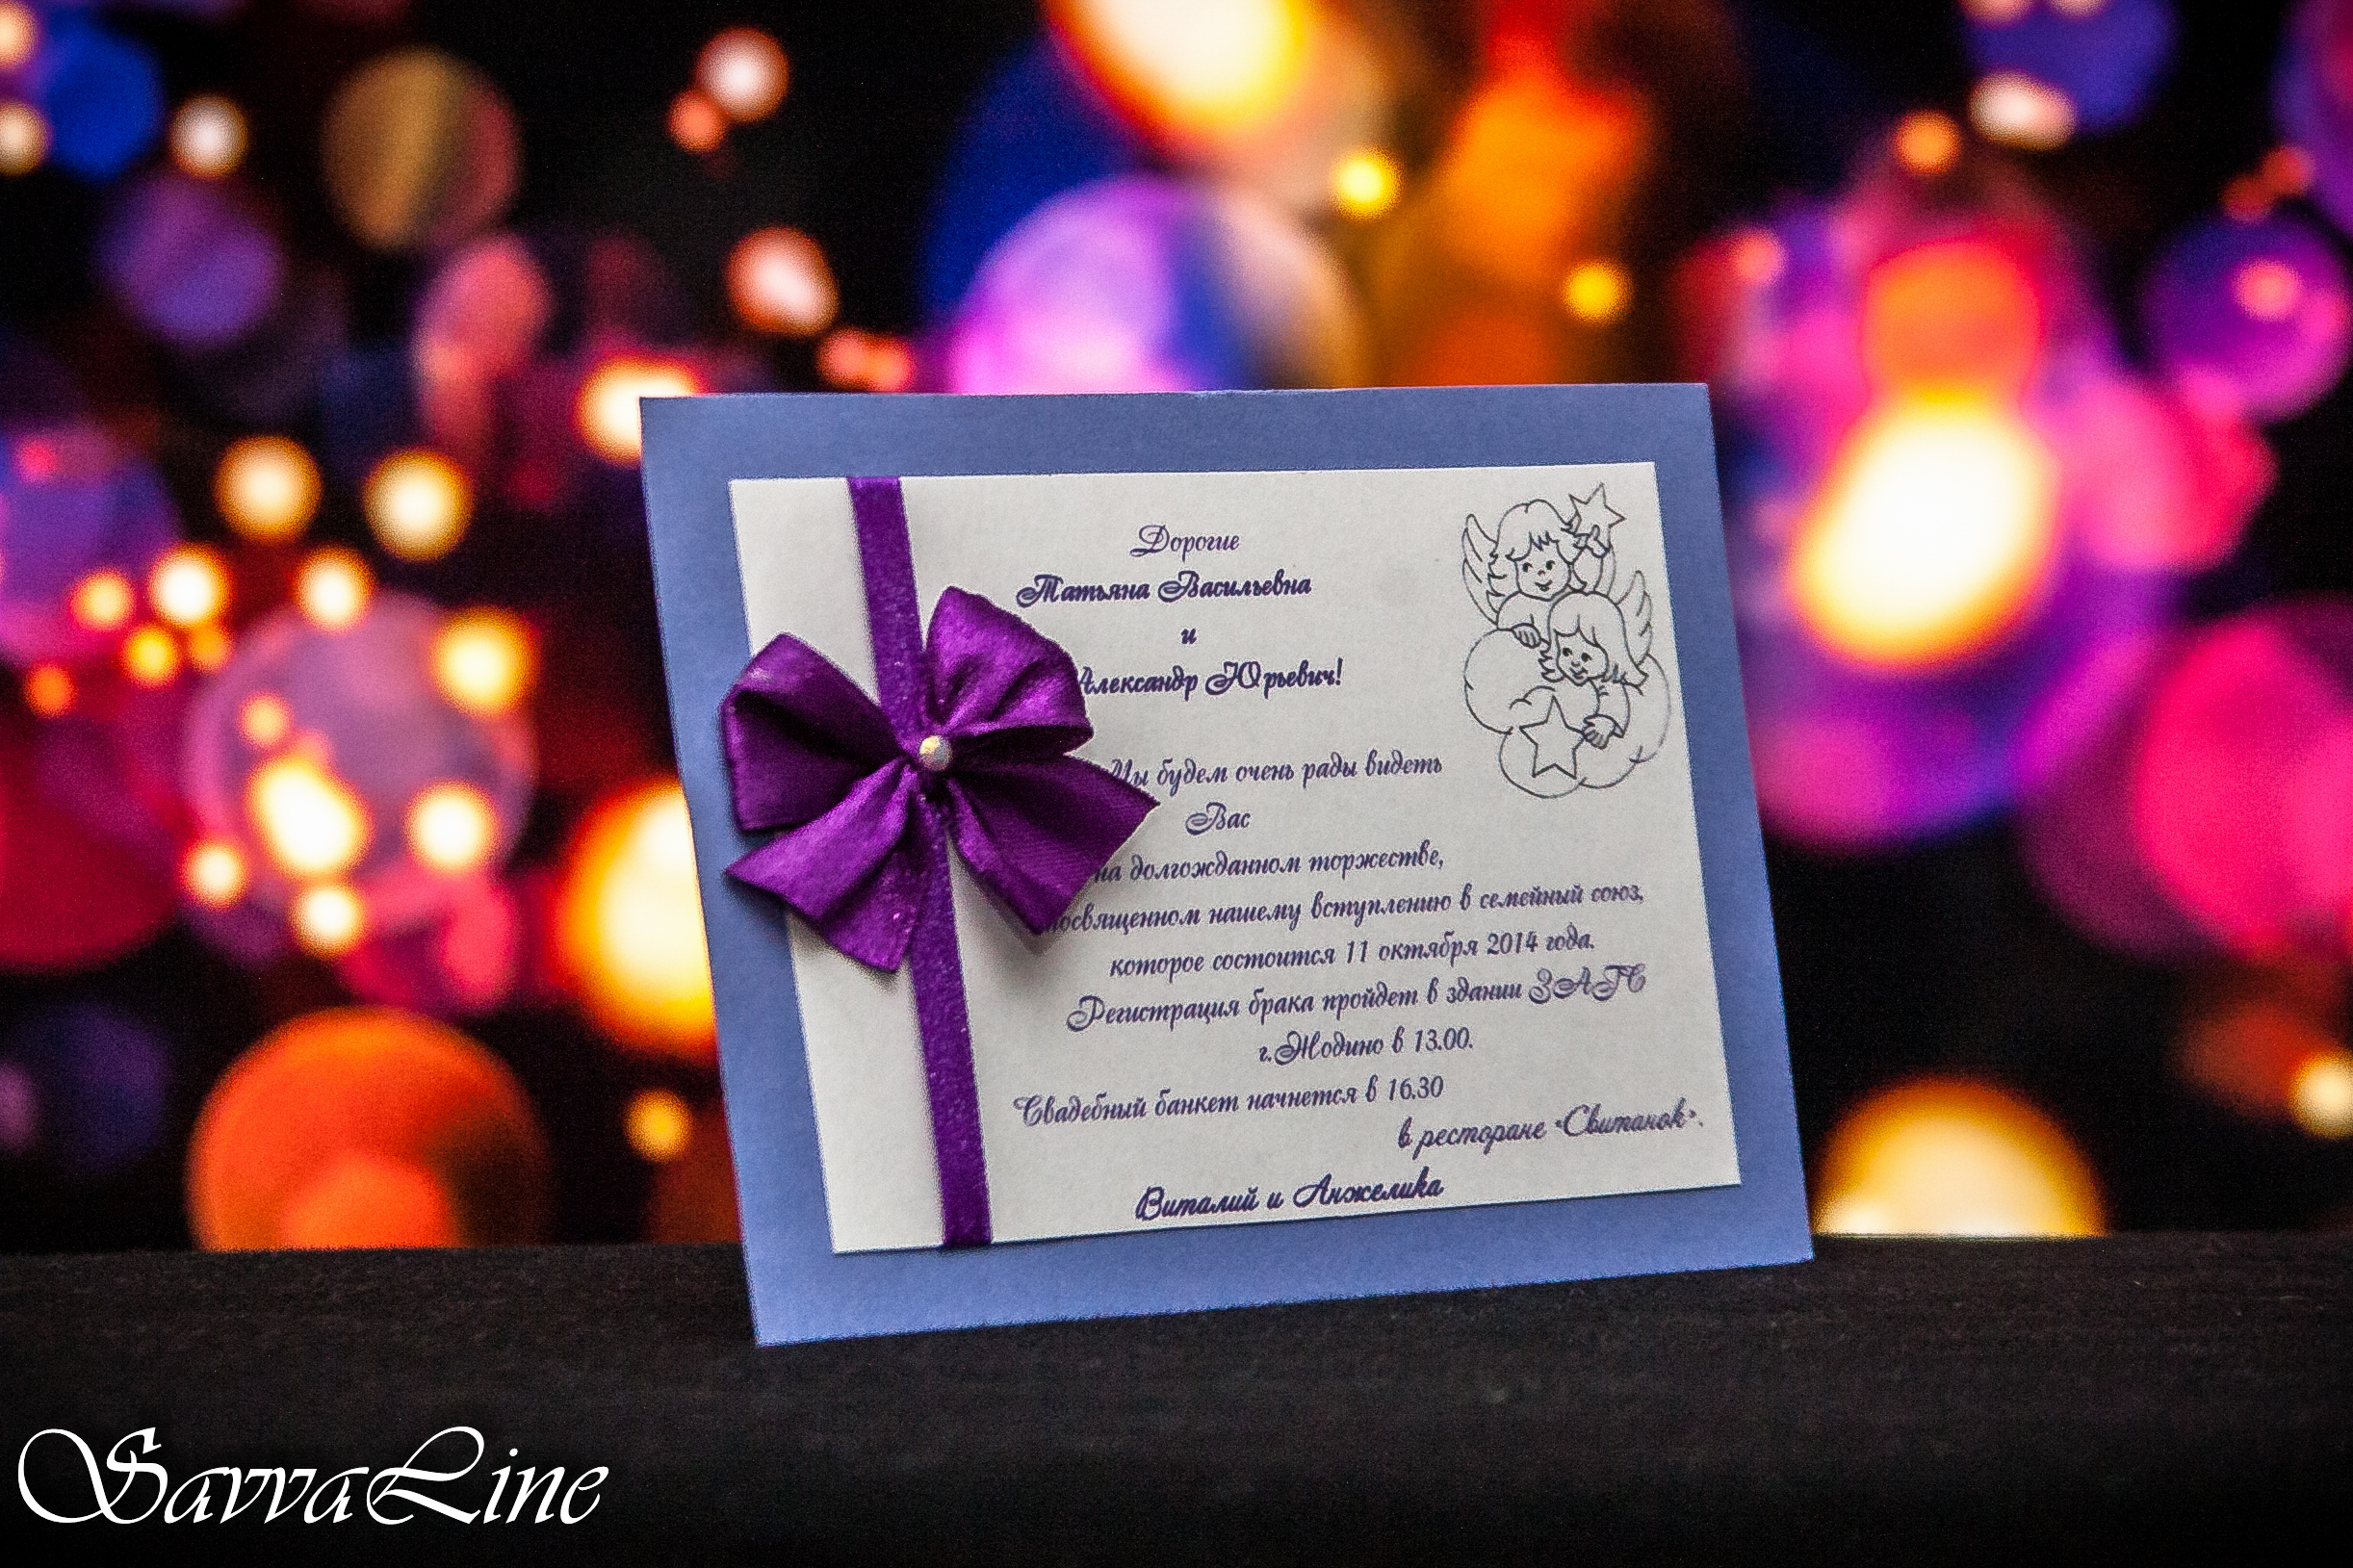 Дорогие
Татьяна Васильевна
и
Александр Юрьевич!
Мы будем очень рады видеть
Вас
на долгожданном торжестве,
посвященном нашему вступлению в семейный союз,
которое состоится 11 октября 2014 года.
Регистрация брака пройдет в здании ЗАГС
г.Жодино в 13.00.
Свадебный банкет начнется в 16.30
в ресторане «Свитанок».
Виталий и Анжелика
SavvaLine